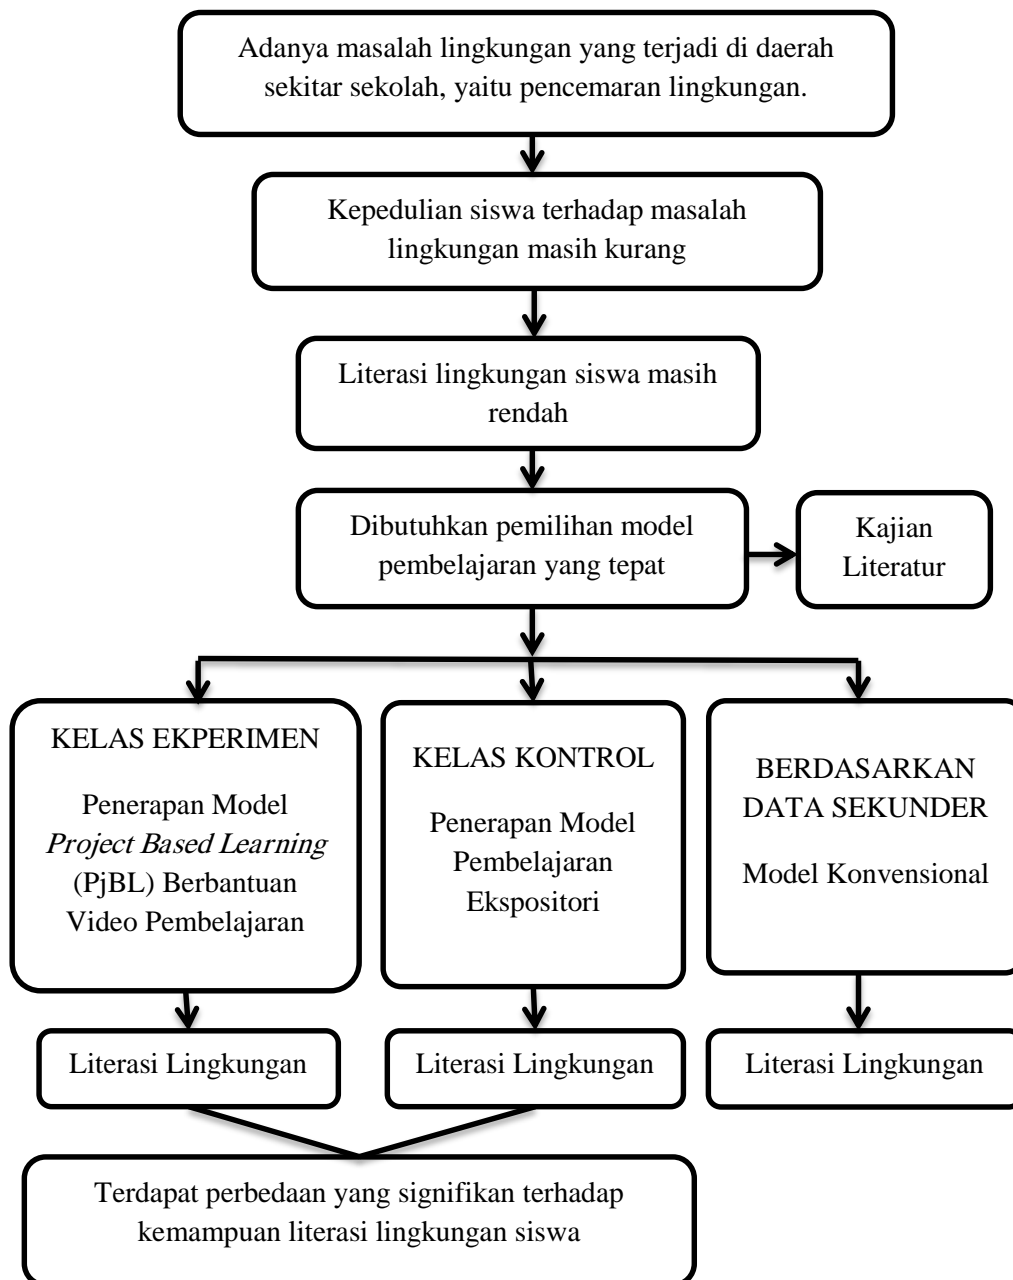 Adanya masalah lingkungan yang terjadi di daerah
sekitar sekolah, yaitu pencemaran lingkungan.
Kepedulian siswa terhadap masalah
lingkungan masih kurang
Literasi lingkungan siswa masih
rendah
Dibutuhkan pemilihan model
pembelajaran yang tepat
Kajian
Literatur
KELAS EKPERIMEN
Penerapan Model
Project Based Learning
(PjBL) Berbantuan
Video Pembelajaran
KELAS KONTROL
Penerapan Model
Pembelajaran
Ekspositori
BERDASARKAN
DATA SEKUNDER
Model Konvensional
Literasi Lingkungan
Literasi Lingkungan
Literasi Lingkungan
Terdapat perbedaan yang signifikan terhadap
kemampuan literasi lingkungan siswa